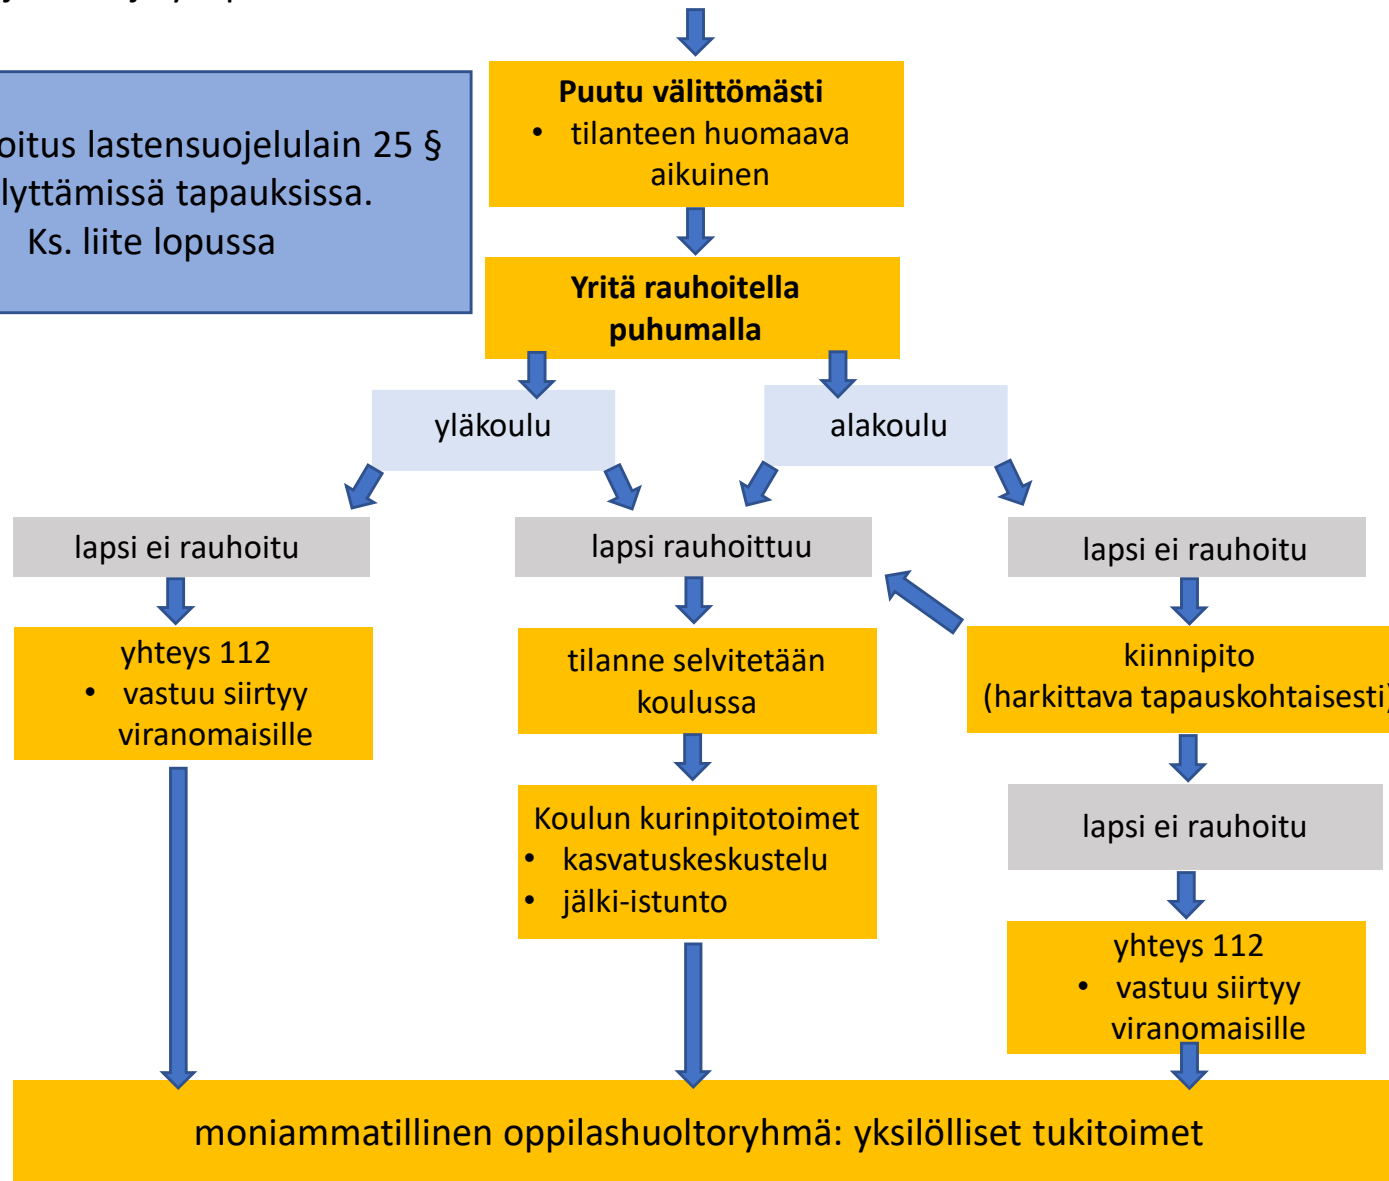 Puutu välittömästi
• tilanteen huomaava
aikuinen
lastensuojelulain 25 §
tapauksissa.
Ks. liite lopussa
Yritä rauhoitella
puhumalla
yläkoulu
alakoulu
lapsi ei rauhoitu
lapsi rauhoittuu
lapsi ei rauhoitu
yhteys 112
• vastuu siirtyy
viranomaisille
tilanne selvitetään
koulussa
kiinnipito
(harkittava tapauskohtaisesti)
Koulun kurinpitotoimet
• kasvatuskeskustelu
• jälki-istunto
lapsi ei rauhoitu
yhteys 112
• vastuu siirtyy
viranomaisille
moniammatillinen oppilashuoltoryhmä: yksilölliset tukitoimet